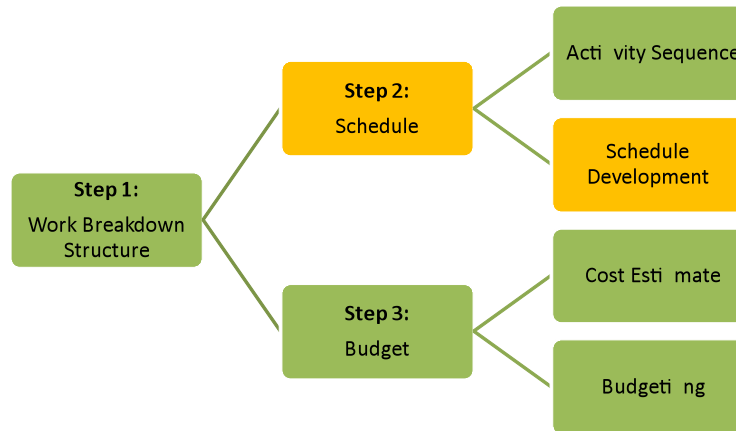 Step 1:
Work Breakdown
Structure
Step 2:
Schedule
Step 3:
Budget
Acti vity Sequence
Schedule
Development
Cost Esti mate
Budgeti ng